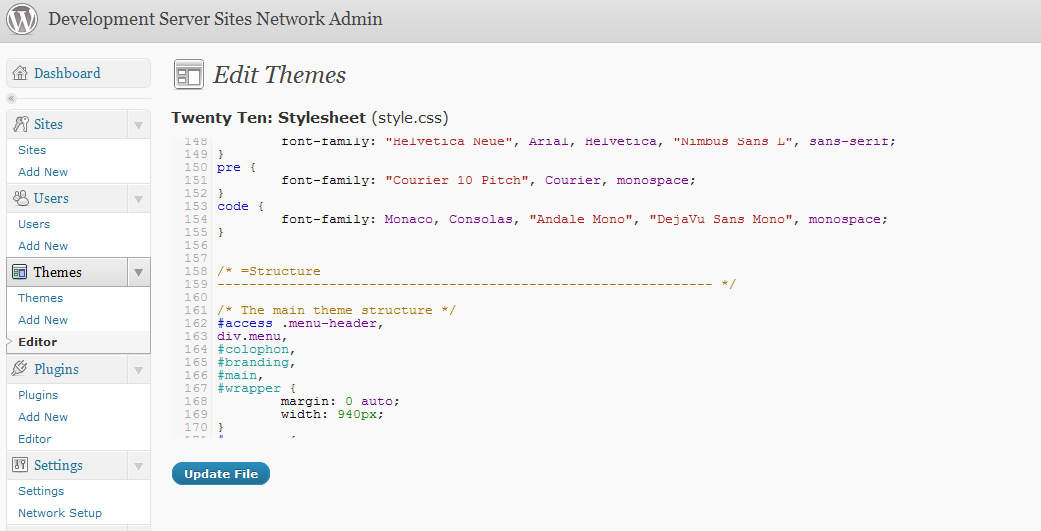 Development Server Sites Network Admin
Dashboard
Sites
Sites
Add New
Users
Users
Add New
Themes
Themes
Add New
Editor
Plugins
Plugins
Add New
Editor
Settings
Settings
Network Setup
Edit Themes
Twenty Ten: Stylesheet (style.css)
148 font-family: "Helvetica Neue", Arial, Helvetica, "Nimbus Sans L", sans-serif;
149 }
150 pre {
151 font-family: "Courier 10 Pitch", Courier, monospace;
152 }
153 code {
154 font-family: Monaco, Consolas, "Andale Mono", "DejaVu Sans Mono", monospace;
155 }
156
157
158 /* =Structure
159 -------------------------------------------------------------- */
160
161 /* The main theme structure */
162 #access .menu-header,
163 div.menu,
164 #colophon,
165 #branding,
166 #main,
167 #wrapper {
168 margin: 0 auto;
169 width: 940px;
170 }
Update File